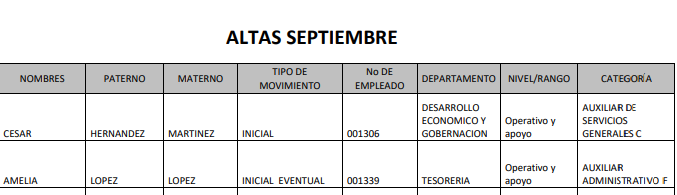 ALTAS SEPTIEMBRE
NOMBRES PATERNO MATERNO TIPO DE MOVIMIENTO No DE EMPLEADO DEPARTAMENTO NIVEL/RANGO CATEGORÍA
CESAR HERNANDEZ MARTINEZ INICIAL 001306 DESARROLLO ECONOMICO Y GOBERNACION Operativo y apoyo AUXILIAR DE SERVICIOS GENERALES C
AMELIA LOPEZ LOPEZ INICIAL EVENTUAL 001339 TESORERIA Operativo y apoyo AUXILIAR ADMINISTRATIVO F